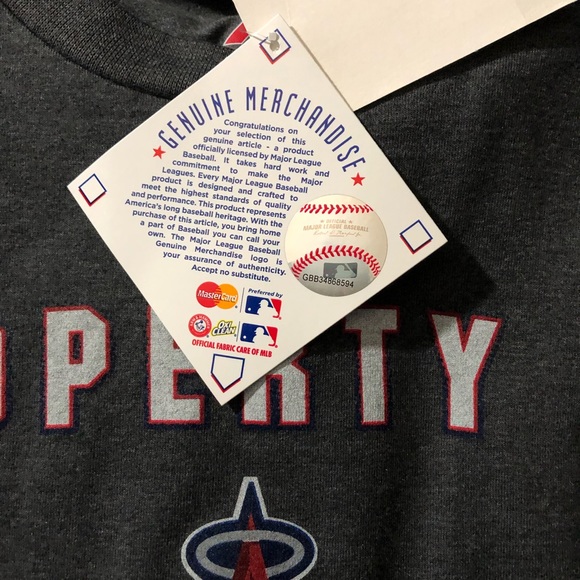 GENUINE MERCHANDISE
Congratulations on
your selection of this
genuine article - a product
officially licensed by Major League
Baseball. It takes hard work and
commitment to make the Major
Leagues. Every Major League Baseball
product is designed and crafted to
meet the highest standards of quality
and performance. This product represents
America's long baseball heritage. With the
purchase of this article, you bring home
a part of Baseball you can call your
own. The Major League Baseball
Genuine Merchandise logo is
your assurance of authenticity.
Accept no substitute.
OFFICIAL
MAJOR LEAGUE BASEBALL
GBB34868594
MasterCard
Preferred by
OXI
CLEAN
OFFICIAL FABRIC CARE OF MLB
OPERTY